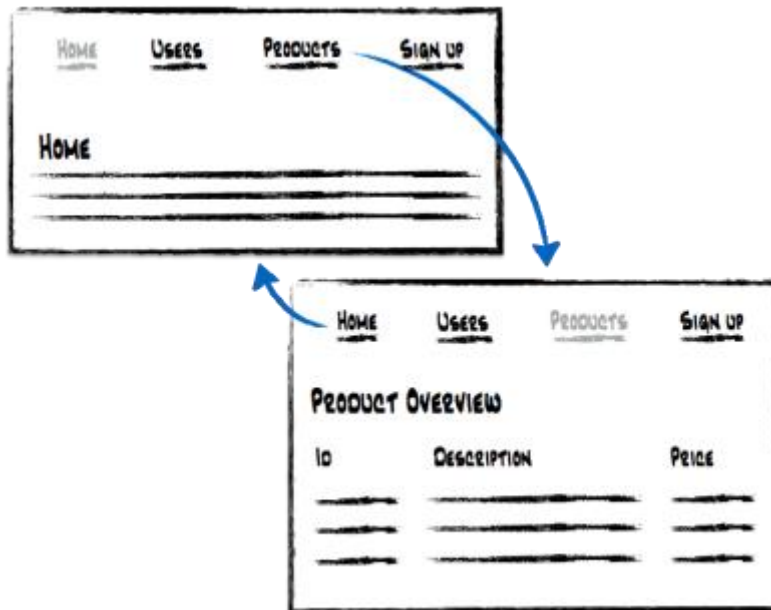 Home Users Products Sign up
Home
Home Users Products Sign up
Product Overview
Id Description Price